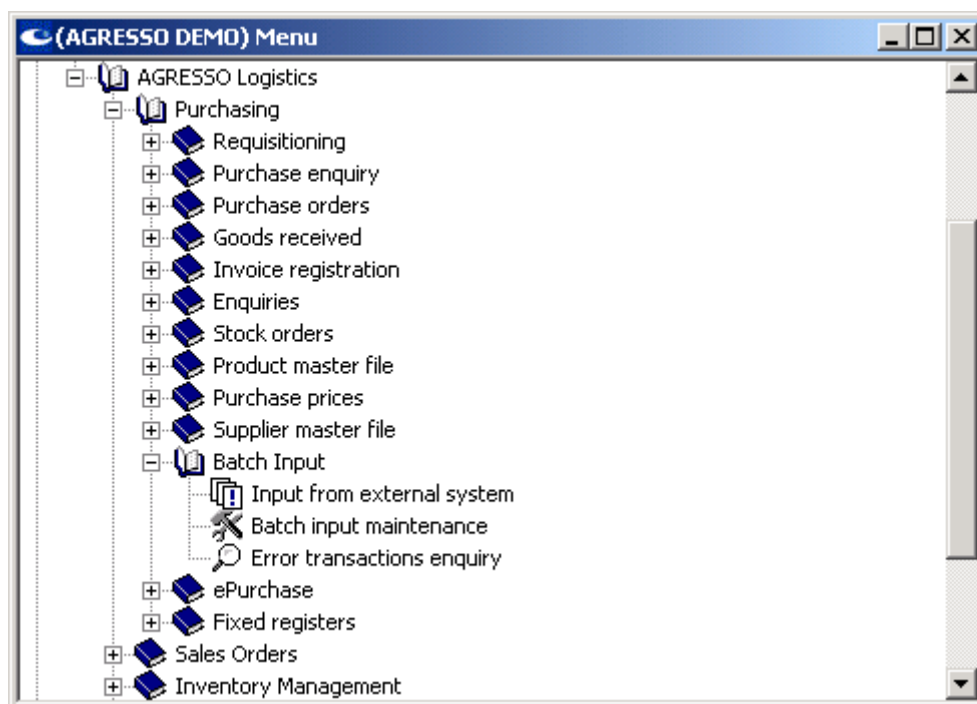 (AGRESSO DEMO) Menu
AGRESSO Logistics
Purchasing
Requisitioning
Purchase enquiry
Purchase orders
Goods received
Invoice registration
Enquiries
Stock orders
Product master file
Purchase prices
Supplier master file
Batch Input
Input from external system
Batch input maintenance
Error transactions enquiry
ePurchase
Fixed registers
Sales Orders
Inventory Management